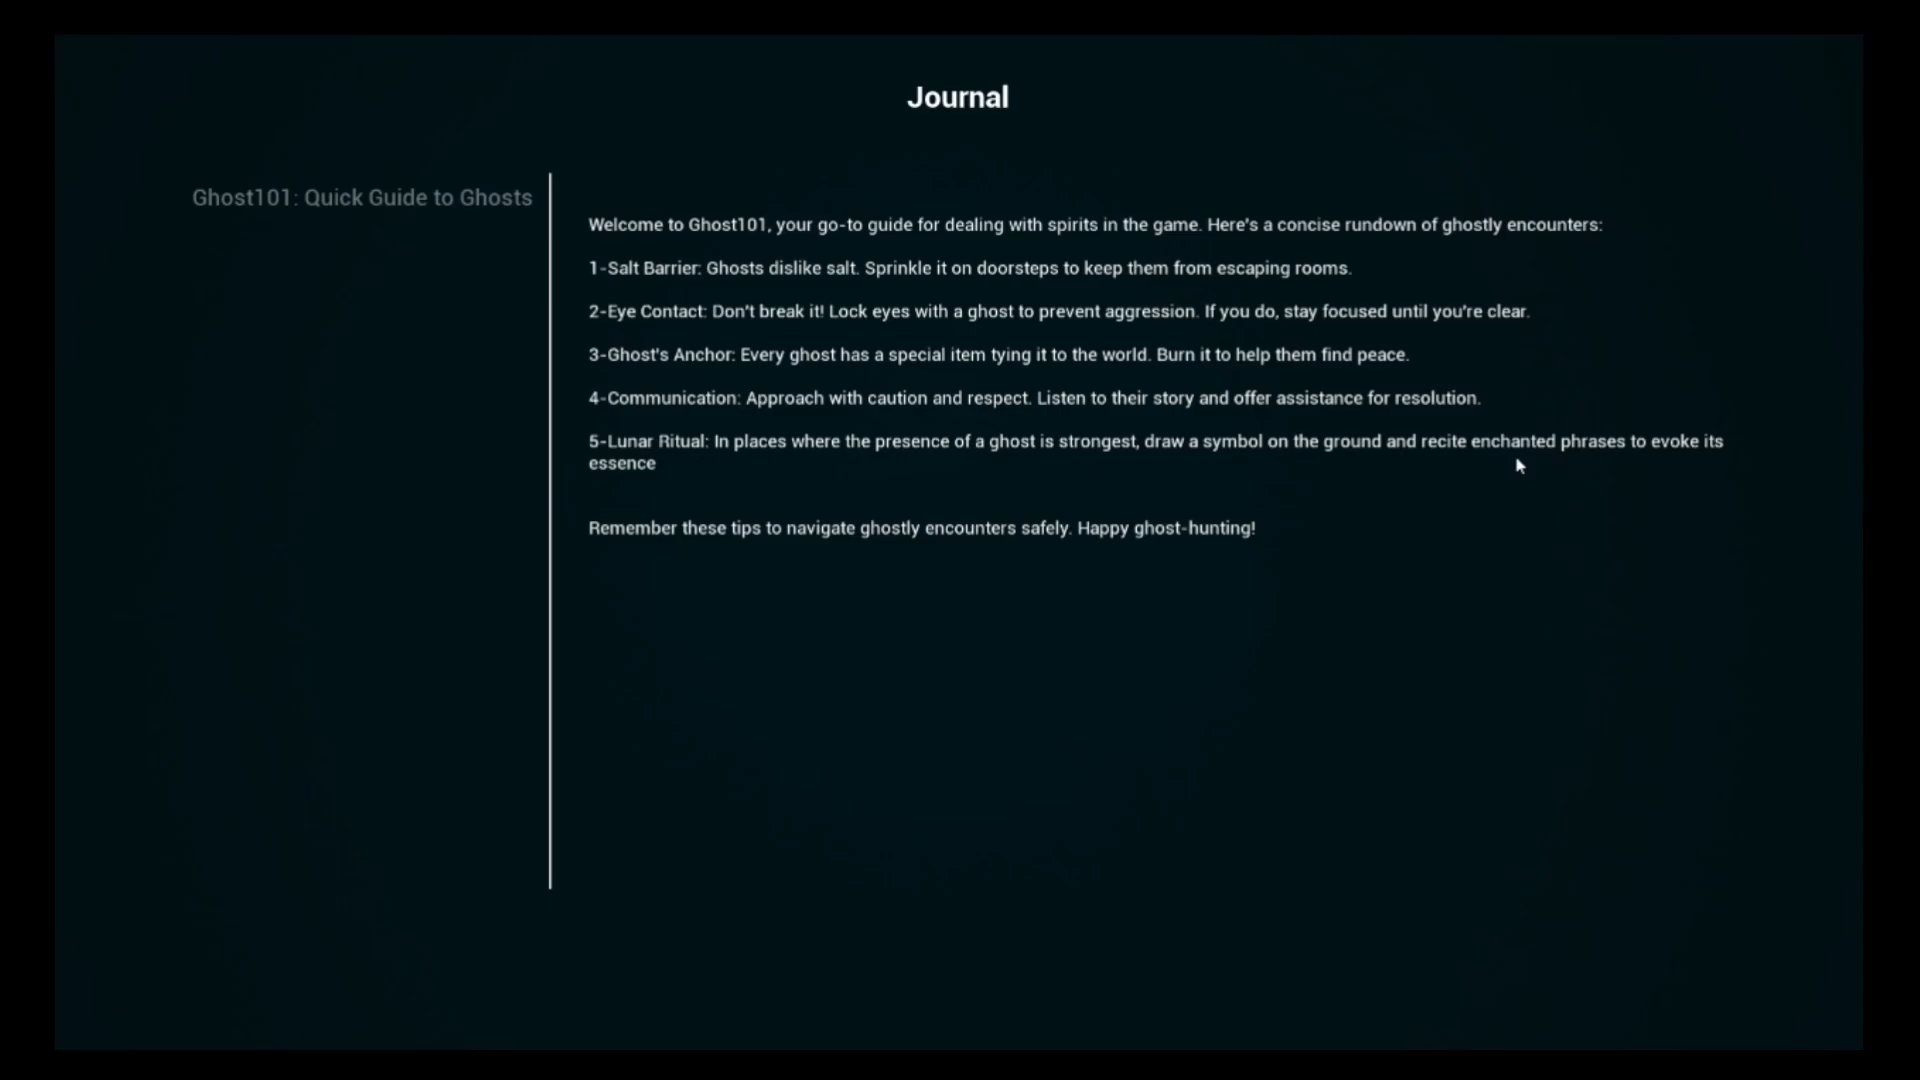 Journal
Ghost101: Quick Guide to Ghosts
Welcome to Ghost101, your go-to guide for dealing with spirits in the game. Here's a concise rundown of ghostly encounters:
1-Salt Barrier: Ghosts dislike salt. Sprinkle it on doorsteps to keep them from escaping rooms.
2-Eye Contact: Don't break it! Lock eyes with a ghost to prevent aggression. If you do, stay focused until you're clear.
3-Ghost's Anchor: Every ghost has a special item tying it to the world. Burn it to help them find peace.
4-Communication: Approach with caution and respect. Listen to their story and offer assistance for resolution.
5-Lunar Ritual: In places where the presence of a ghost is strongest, draw a symbol on the ground and recite enchanted phrases to evoke its
essence
Remember these tips to navigate ghostly encounters safely. Happy ghost-hunting!